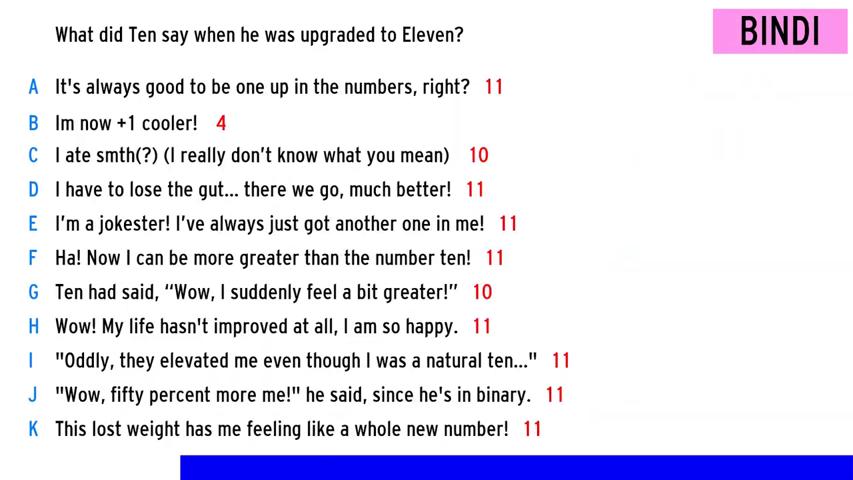 What did Ten say when he was upgraded to Eleven?
BINDI
A It's always good to be one up in the numbers, right? 11
B Im now +1 cooler! 4
C I ate smth(?) (I really don't know what you mean) 10
D I have to lose the gut... there we go, much better! 11
E I'm a jokester! I've always just got another one in me! 11
F Ha! Now I can be more greater than the number ten! 11
G Ten had said, “Wow, I suddenly feel a bit greater!” 10
H Wow! My life hasn't improved at all, I am so happy. 11
I "Oddly, they elevated me even though I was a natural ten..." 11
J "Wow, fifty percent more me!" he said, since he's in binary. 11
K This lost weight has me feeling like a whole new number! 11